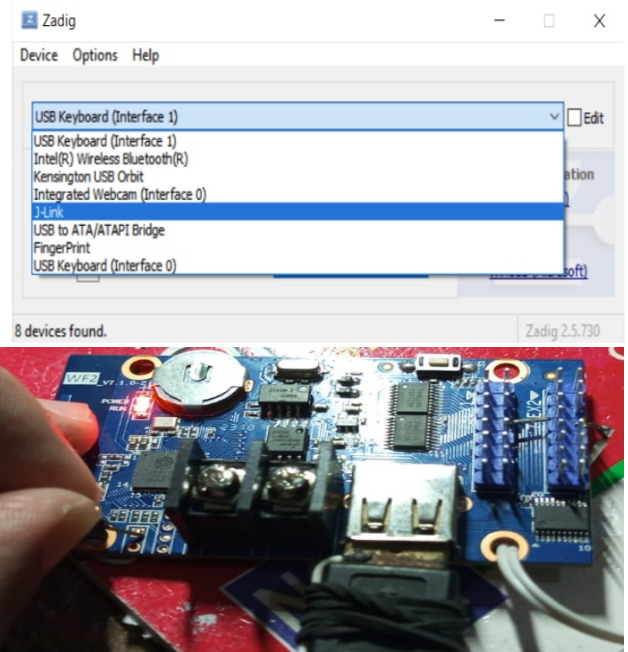 Zadig
Device Options Help
USB Keyboard (Interface 1)
Edit
USB Keyboard (Interface 1)
Intel(R) Wireless Bluetooth(R)
Kensington USB Orbit
Integrated Webcam (Interface 0)
J-Link
USB to ATA/ATAPI Bridge
FingerPrint
USB Keyboard (Interface 0)
ation
8 devices found.
Zadig 2.5.730
WF2
POWER
RUN